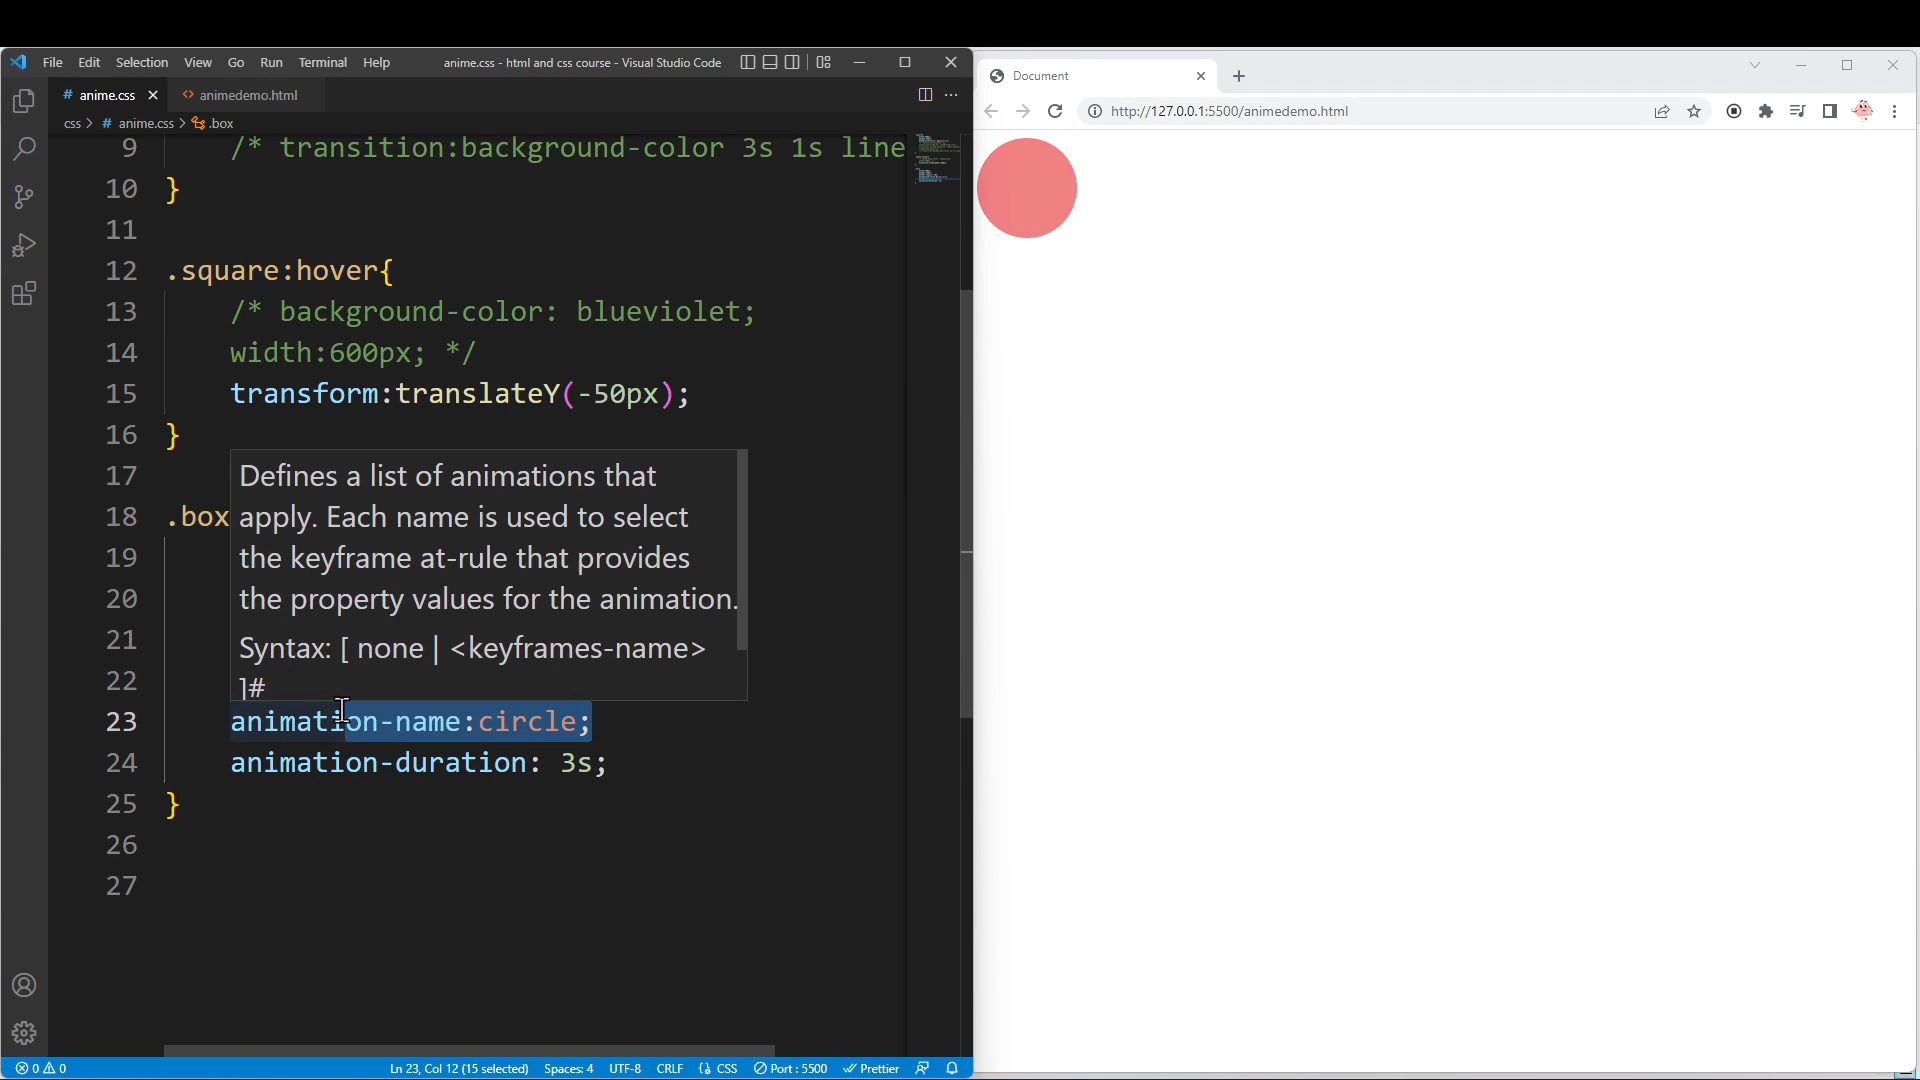 File Edit Selection View Go Run Terminal Help anime.css - html and css course - Visual Studio Code
# anime.css animedemo.html
css > # anime.css > .box
9 /* transition:background-color 3s 1s line
10 }
11
12 .square:hover{
13 /* background-color: blueviolet;
14 width:600px; */
15 transform:translateY(-50px);
16 }
17
18 .box
19
20
21
22
Defines a list of animations that
apply. Each name is used to select
the keyframe at-rule that provides
the property values for the animation.
Syntax: [ none | <keyframes-name>
]#
23 animation-name:circle;
24 animation-duration: 3s;
25 }
26
27
0 0 Ln 23, Col 12 (15 selected) Spaces: 4 UTF-8 CRLF {} CSS Port : 5500 Prettier
Document
http://127.0.0.1:5500/animedemo.html